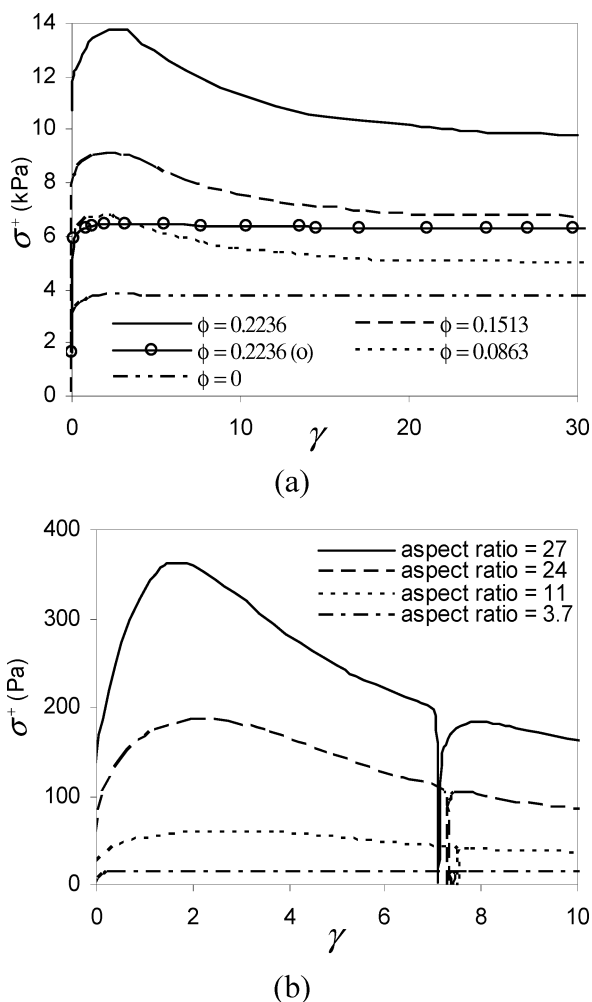 14
12
10
8
6
4
2
0
σ⁺ (kPa)
ϕ = 0.2236
ϕ = 0.1513
ϕ = 0.2236 (o)
ϕ = 0.0863
ϕ = 0
0 10 20 30
γ
(a)
400
300
200
100
0
σ⁺ (Pa)
aspect ratio = 27
aspect ratio = 24
aspect ratio = 11
aspect ratio = 3.7
0 2 4 6 8 10
γ
(b)